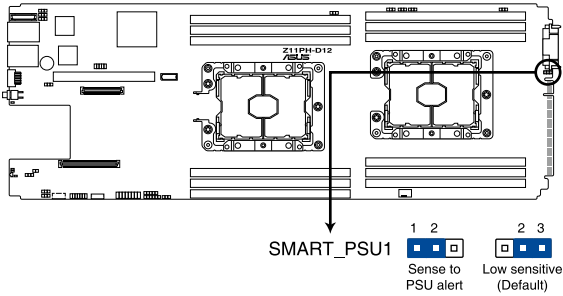 Z11PH-D12
ASUS
SMART_PSU1
1 2
Sense to
PSU alert
2 3
Low sensitive
(Default)